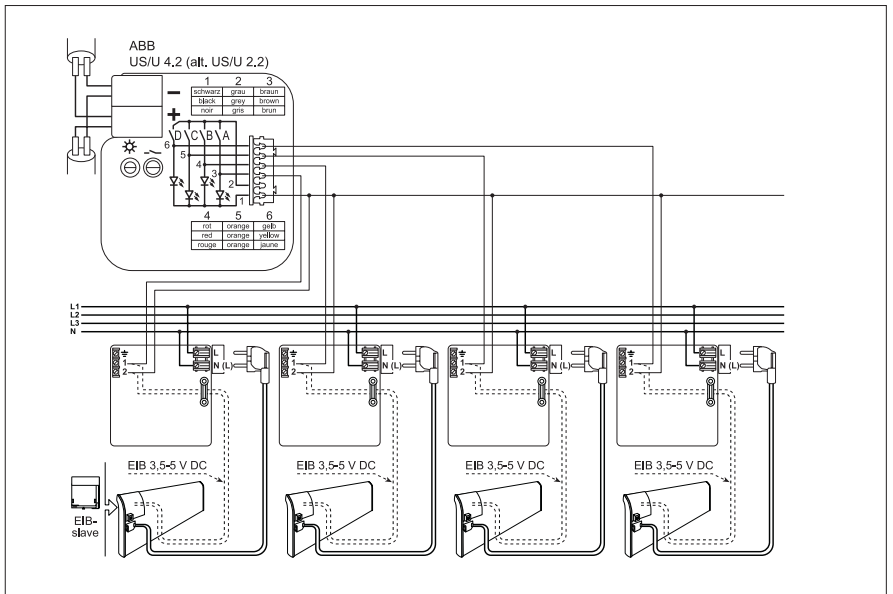 ABB
US/U 4.2 (alt. US/U 2.2)
1 2 3
schwarz grau braun
black grey brown
noir gris brun
−
+
D C B A
6
5
4
3
2
1
4 5 6
rot orange gelb
red orange yellow
rouge orange jaune
L1
L2
L3
N
1
2
L
N (L)
1
2
L
N (L)
1
2
L
N (L)
1
2
L
N (L)
EIB 3,5-5 V DC
EIB 3,5-5 V DC
EIB 3,5-5 V DC
EIB 3,5-5 V DC
EIB-
slave